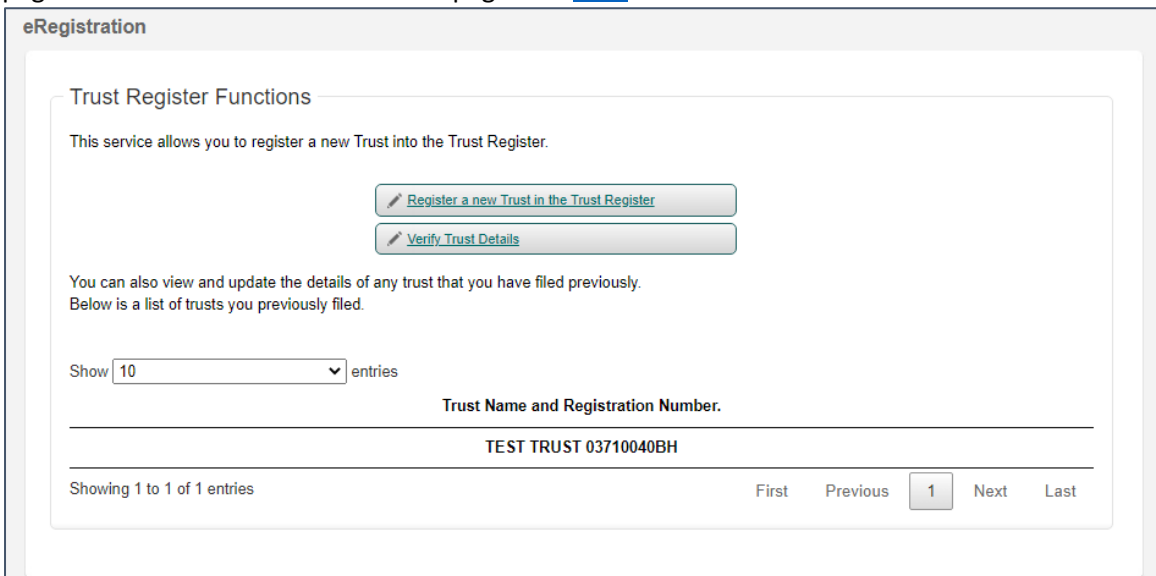 eRegistration
Trust Register Functions
This service allows you to register a new Trust into the Trust Register.
Register a new Trust in the Trust Register
Verify Trust Details
You can also view and update the details of any trust that you have filed previously.
Below is a list of trusts you previously filed.
Show 10 entries
Trust Name and Registration Number.
TEST TRUST 03710040BH
Showing 1 to 1 of 1 entries First Previous 1 Next Last